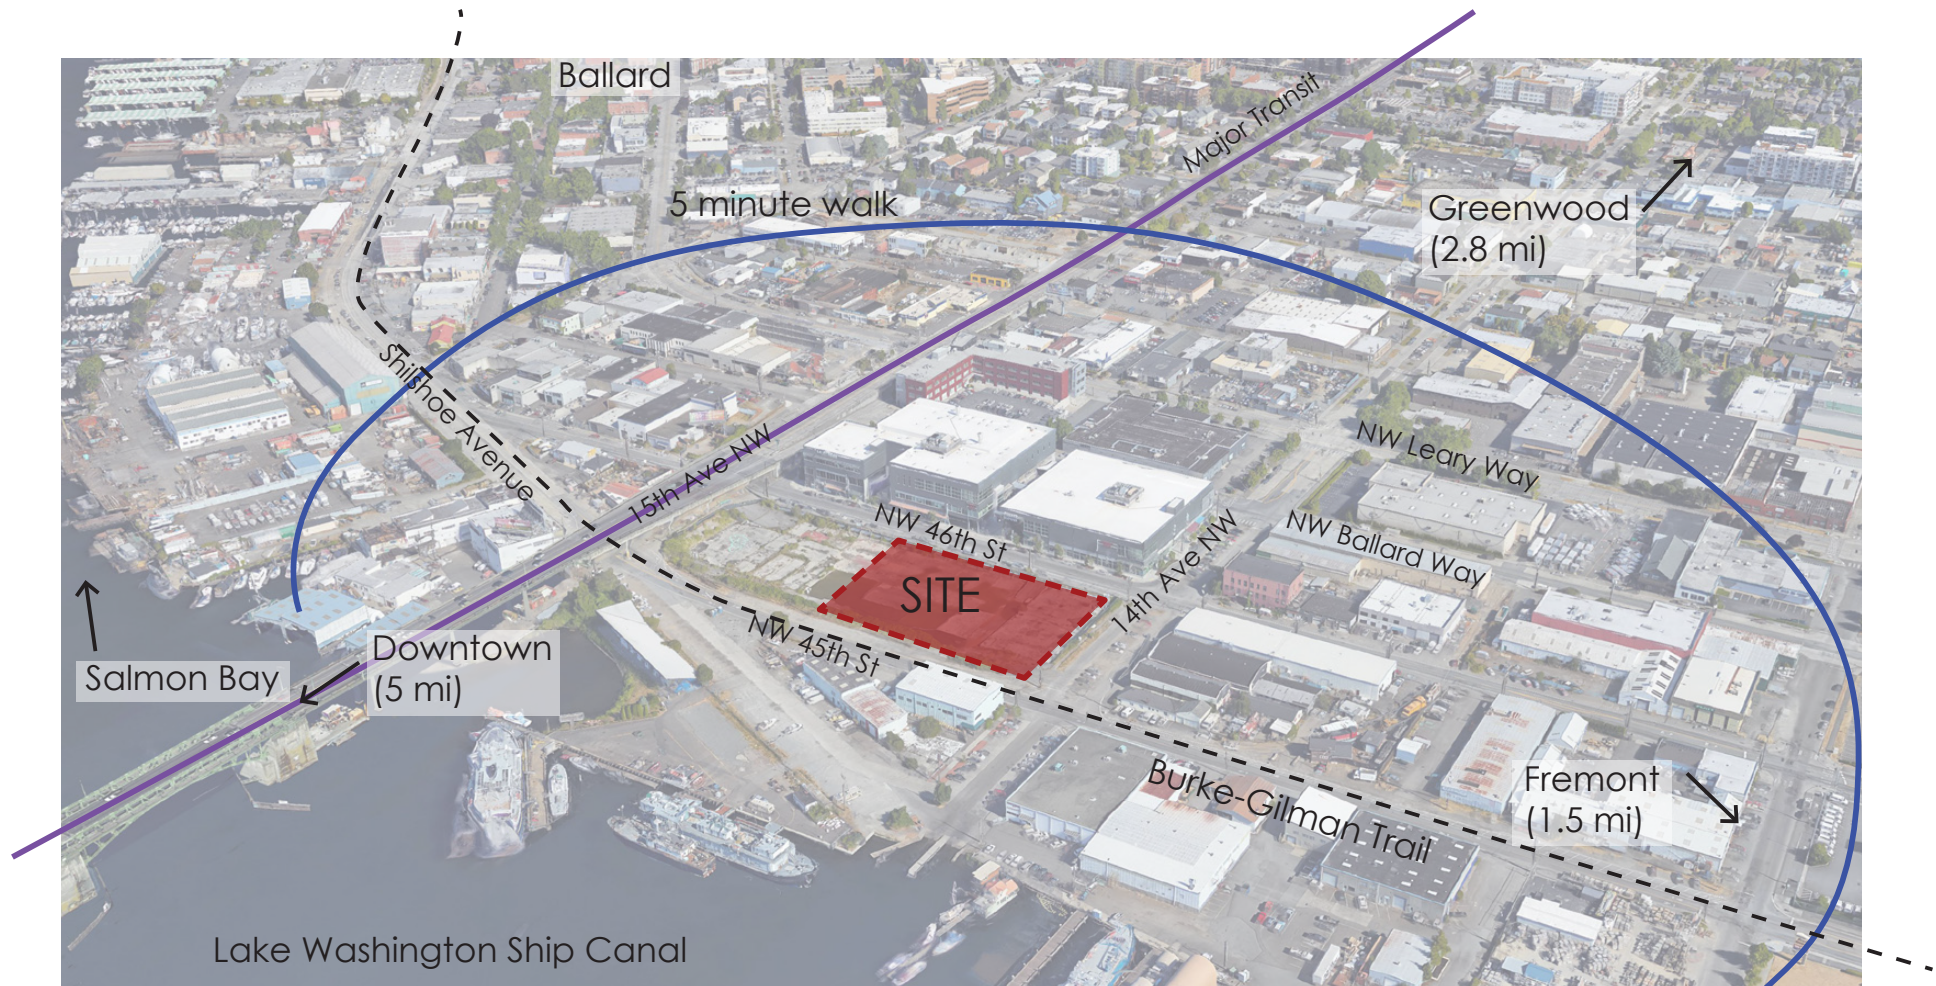 Ballard
Major Transit
5 minute walk
Greenwood
(2.8 mi)
Shilshoe Avenue
15th Ave NW
NW Leary Way
NW 46th St
NW Ballard Way
SITE
14th Ave NW
NW 45th St
Downtown
(5 mi)
Salmon Bay
Burke-Gilman Trail
Fremont
(1.5 mi)
Lake Washington Ship Canal